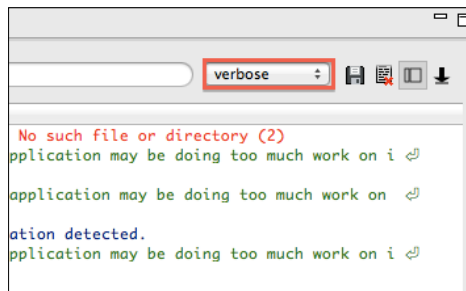 verbose
No such file or directory (2)
pplication may be doing too much work on i
application may be doing too much work on
ation detected.
pplication may be doing too much work on i